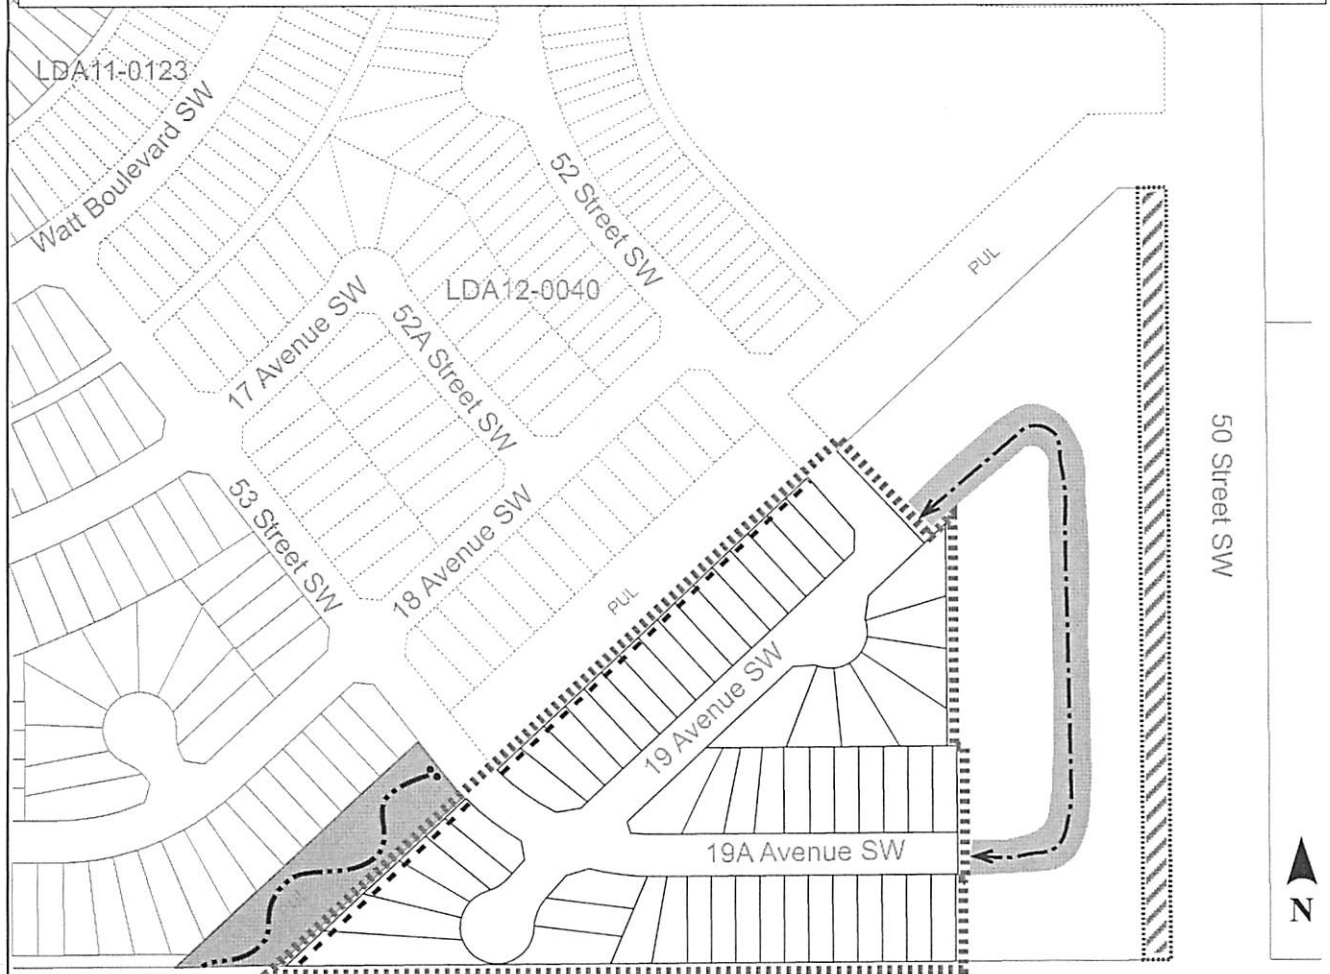 LDA11-0123
Watt Boulevard SW
52 Street SW
PUL
LDA12-0040
17 Avenue SW
52A Street SW
50 Street SW
53 Street SW
18 Avenue SW
PUL
19 Avenue SW
19A Avenue SW
PUL
N